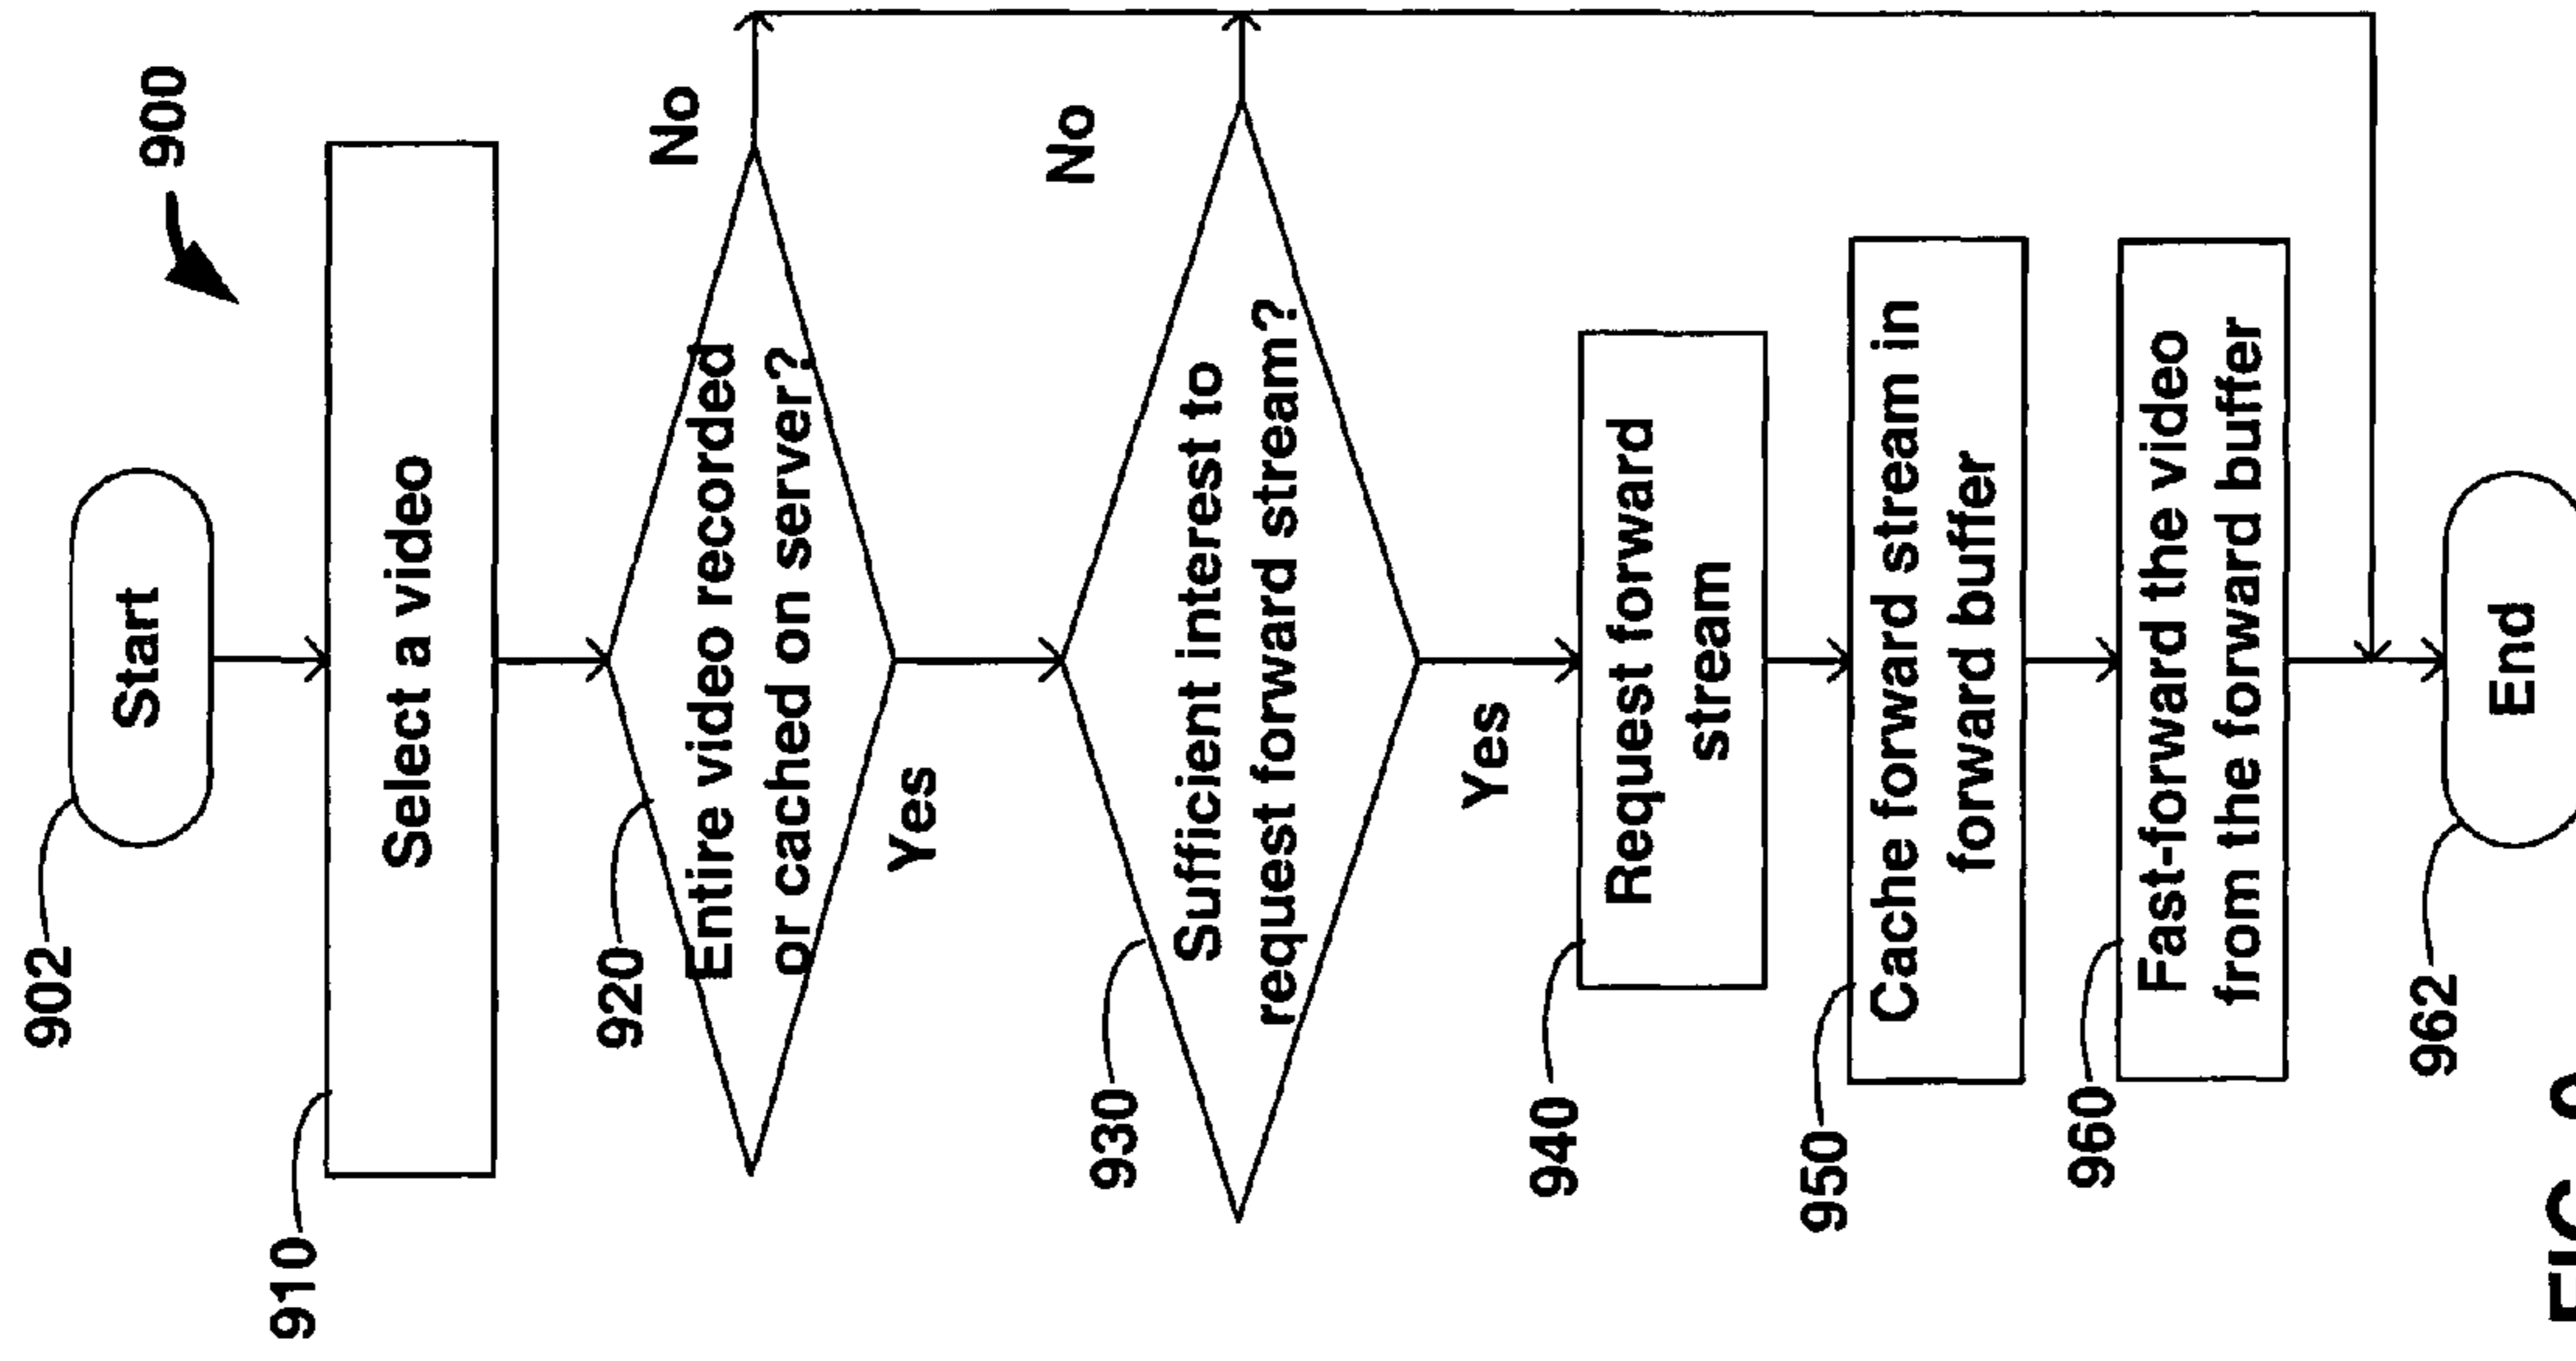 900
902
Start
910
Select a video
920
Entire video recorded
or cached on server?
No
Yes
930
Sufficient interest to
request forward stream?
No
Yes
940
Request forward
stream
950
Cache forward stream in
forward buffer
960
Fast-forward the video
from the forward buffer
962
End
FIG.